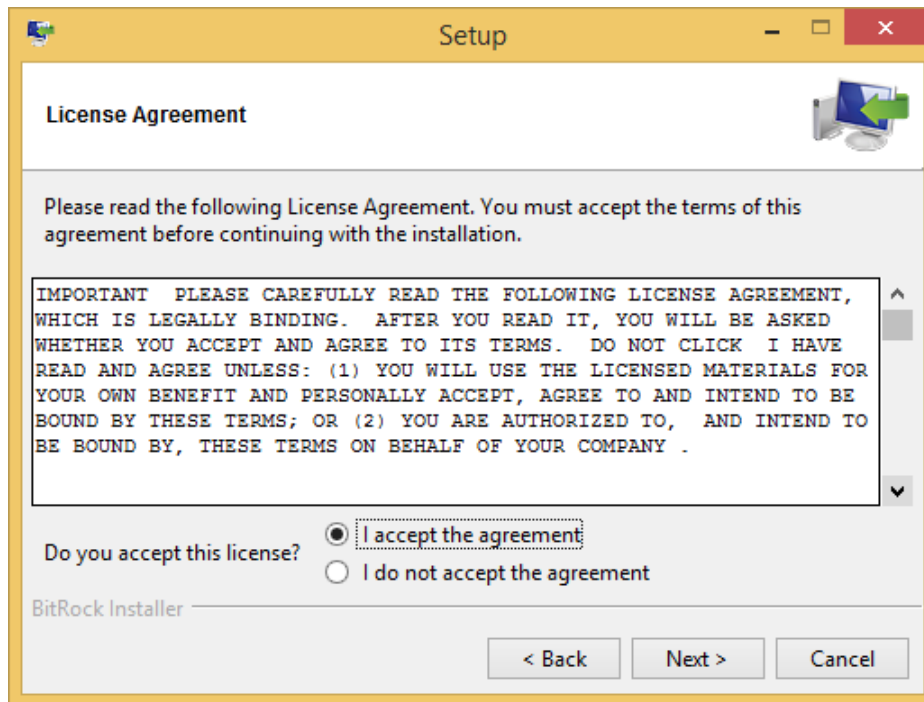 Setup
License Agreement
Please read the following License Agreement. You must accept the terms of this
agreement before continuing with the installation.
IMPORTANT  PLEASE CAREFULLY READ THE FOLLOWING LICENSE AGREEMENT,
WHICH IS LEGALLY BINDING.  AFTER YOU READ IT, YOU WILL BE ASKED
WHETHER YOU ACCEPT AND AGREE TO ITS TERMS.  DO NOT CLICK  I HAVE
READ AND AGREE UNLESS: (1) YOU WILL USE THE LICENSED MATERIALS FOR
YOUR OWN BENEFIT AND PERSONALLY ACCEPT, AGREE TO AND INTEND TO BE
BOUND BY THESE TERMS; OR (2) YOU ARE AUTHORIZED TO,  AND INTEND TO
BE BOUND BY, THESE TERMS ON BEHALF OF YOUR COMPANY .
Do you accept this license?
I accept the agreement
I do not accept the agreement
BitRock Installer
< Back
Next >
Cancel